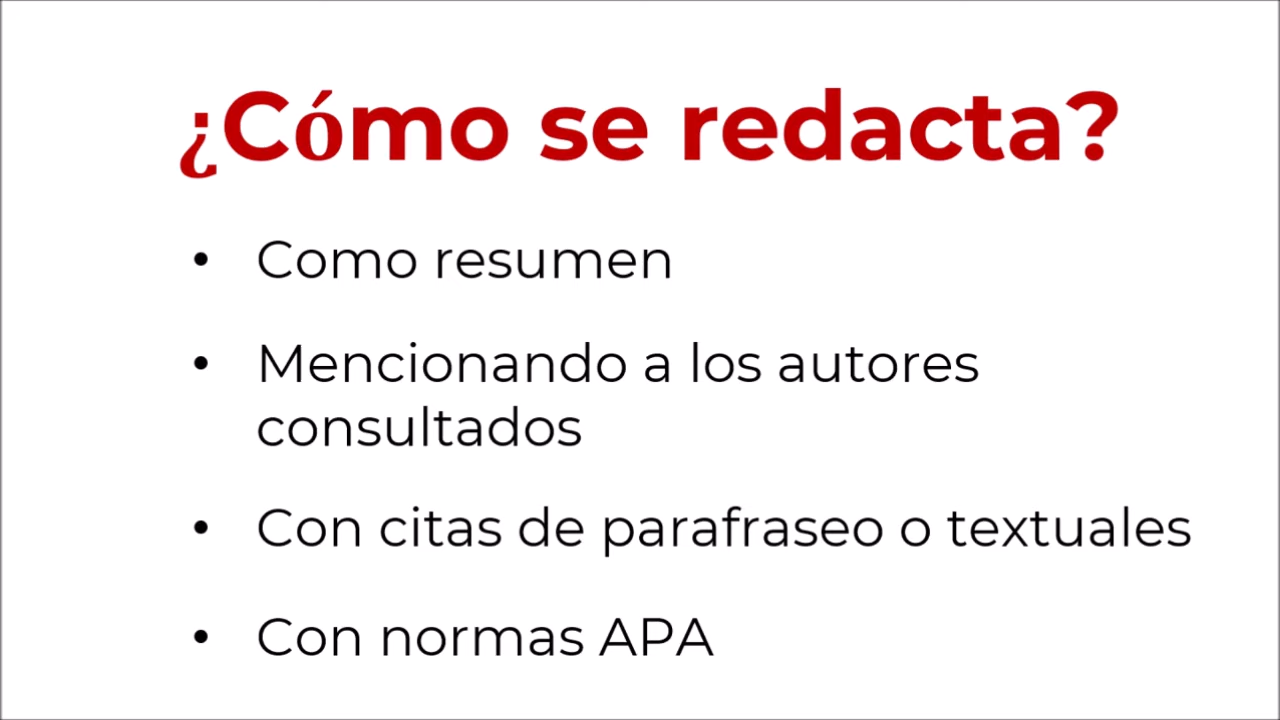 ¿Cómo se redacta?
• Como resumen
• Mencionando a los autores
consultados
• Con citas de parafraseo o textuales
• Con normas APA